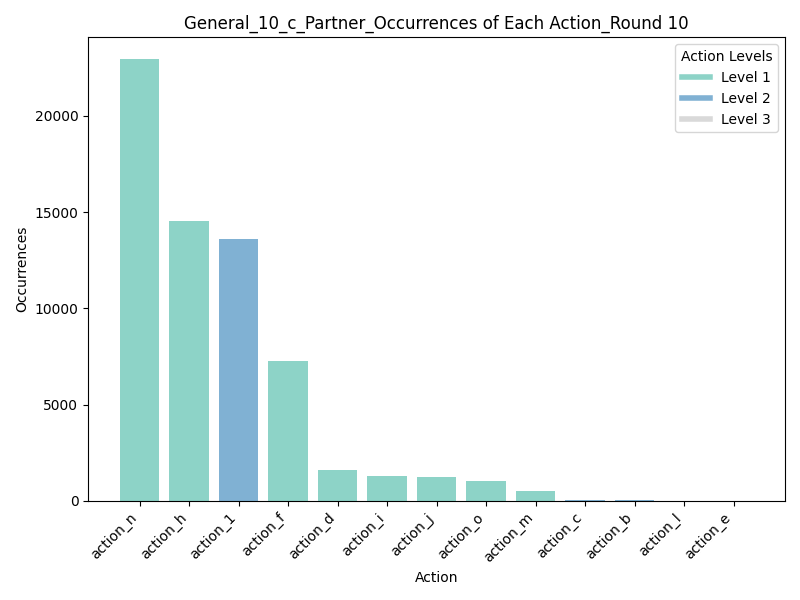 General_10_c_Partner_Occurrences of Each Action_Round 10
Action Levels
Level 1
Level 2
Level 3
Occurrences
20000
15000
10000
5000
0
action_n
action_h
action_1
action_f
action_d
action_i
action_j
action_o
action_m
action_c
action_b
action_l
action_e
Action